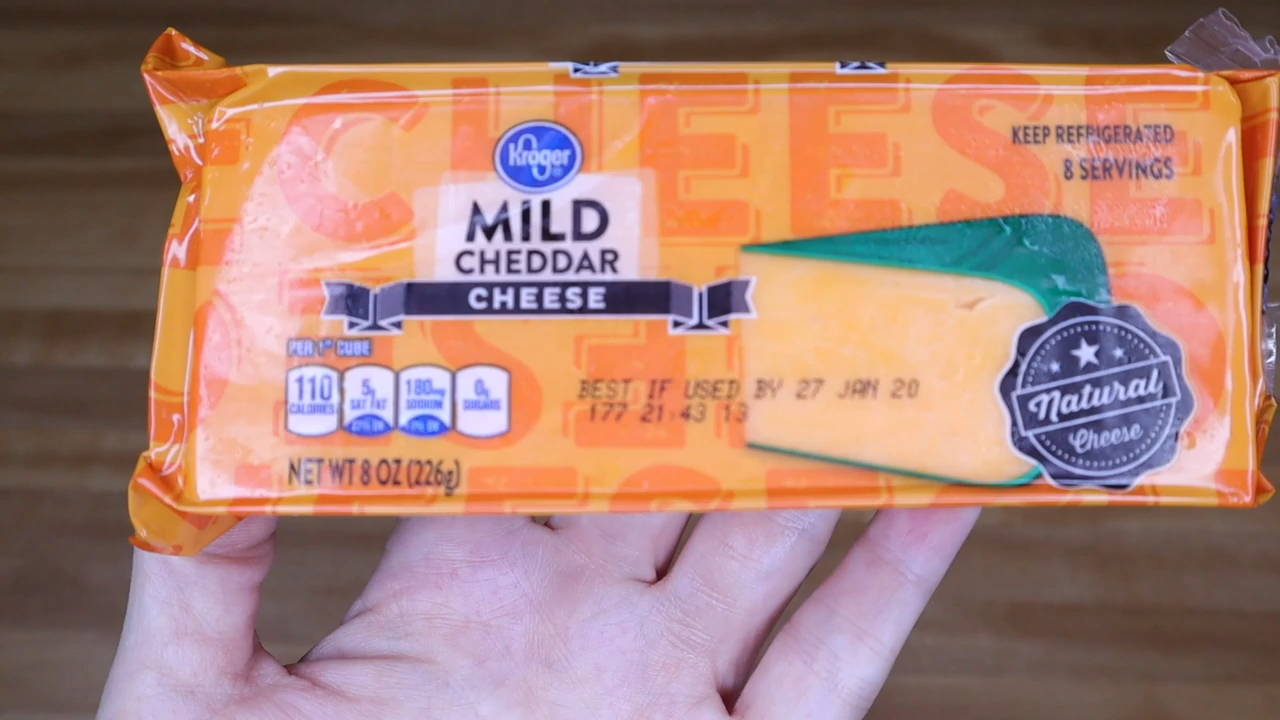 CHEESE
Kroger
MILD
CHEDDAR
CHEESE
KEEP REFRIGERATED
8 SERVINGS
PER 1" CUBE
110
CALORIES
5g
SAT FAT
180mg
SODIUM
0g
SUGARS
BEST IF USED BY 27 JAN 20
177 21:43 13
NET WT 8 OZ (226g)
Natural
Cheese